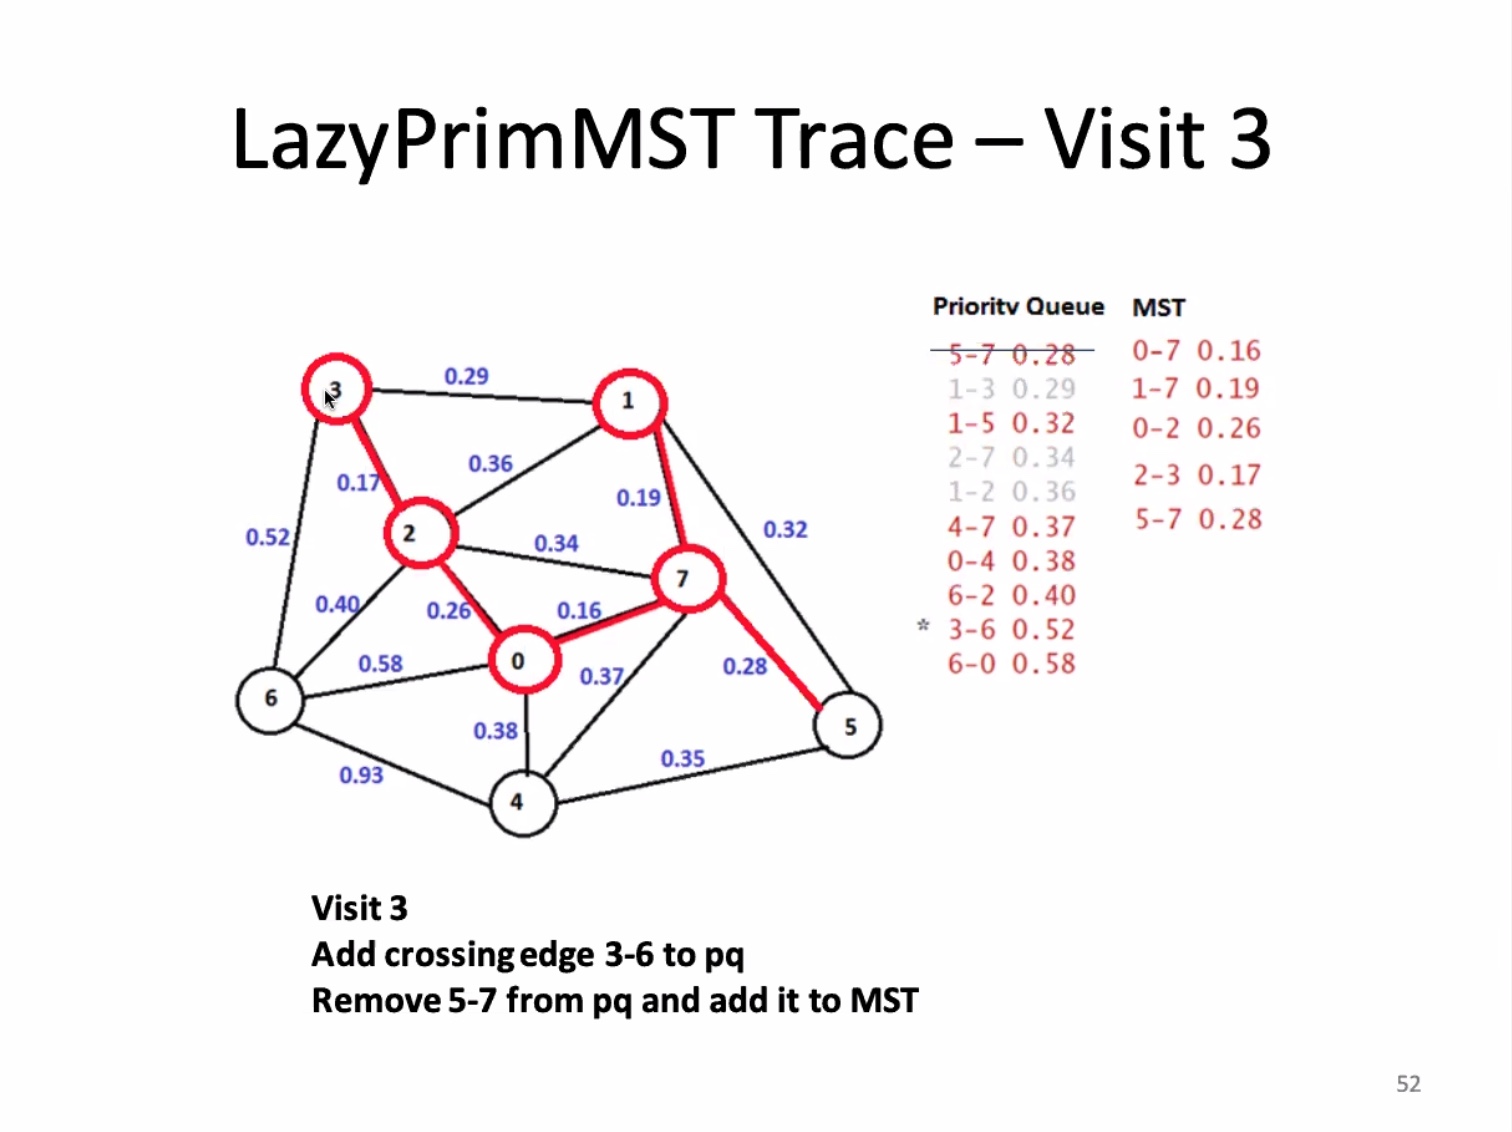 LazyPrimMST Trace – Visit 3
Priority Queue MST
5-7 0.28 0-7 0.16
1-3 0.29 1-7 0.19
1-5 0.32 0-2 0.26
2-7 0.34 2-3 0.17
1-2 0.36 5-7 0.28
4-7 0.37
0-4 0.38
6-2 0.40
* 3-6 0.52
6-0 0.58
3
0.29
1
0.36
0.17
0.19
0.52
2
0.34
0.32
7
0.40
0.26
0.16
0
0.58
0.37
0.28
6
0.38
5
0.35
0.93
4
Visit 3
Add crossing edge 3-6 to pq
Remove 5-7 from pq and add it to MST
52